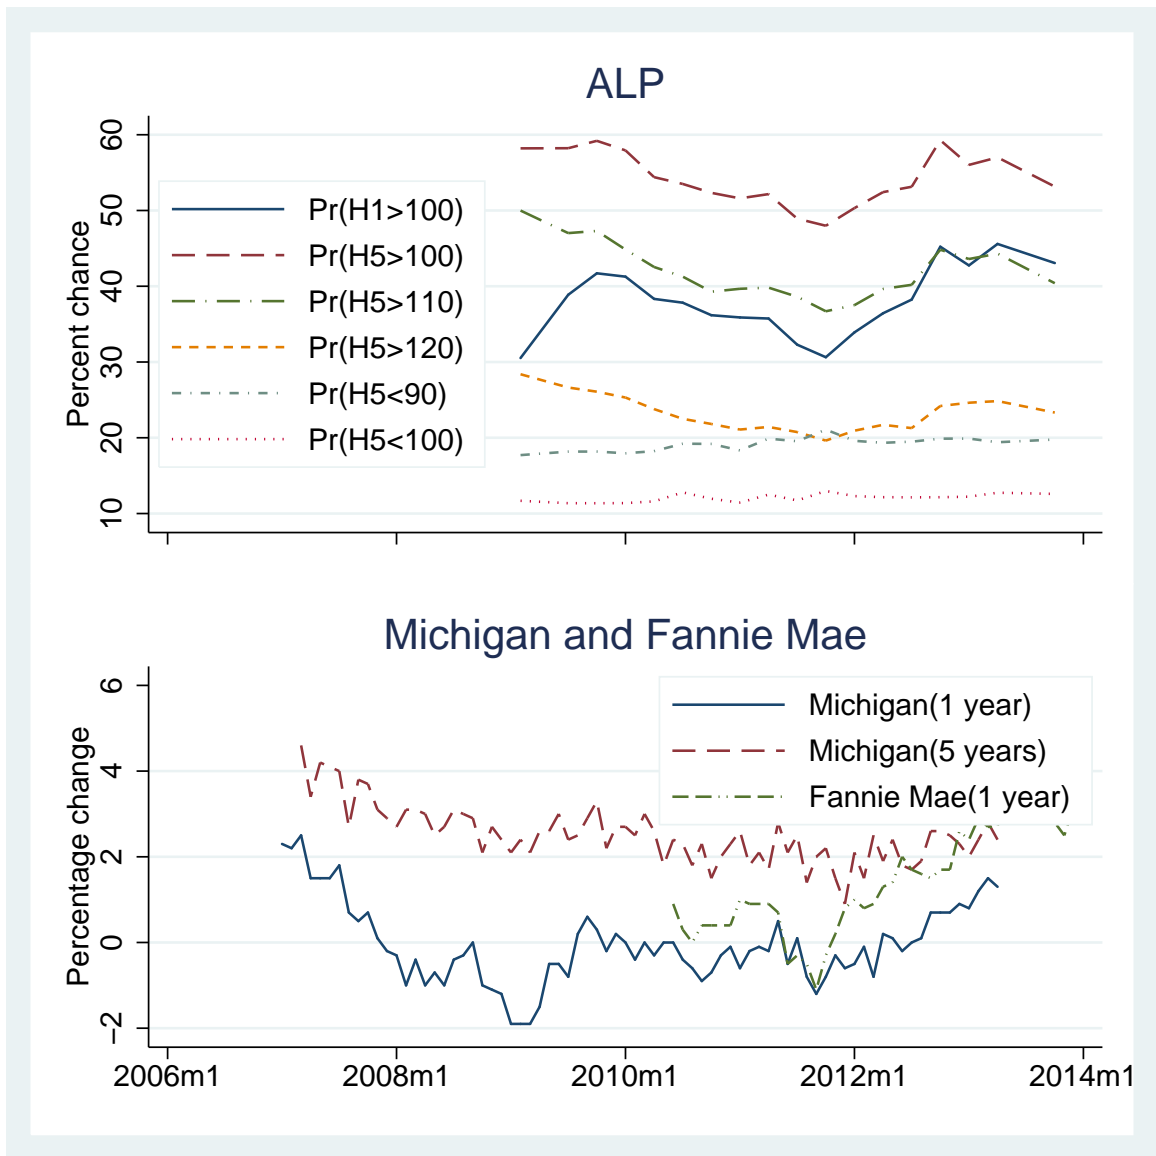 ALP
Percent chance
60
50
40
30
20
10
Pr(H1>100)
Pr(H5>100)
Pr(H5>110)
Pr(H5>120)
Pr(H5<90)
Pr(H5<100)
Michigan and Fannie Mae
Percentage change
6
4
2
0
−2
Michigan(1 year)
Michigan(5 years)
Fannie Mae(1 year)
2006m1 2008m1 2010m1 2012m1 2014m1